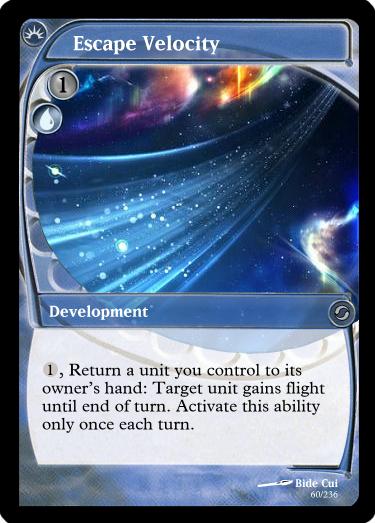 Escape Velocity
1
Development
1, Return a unit you control to its
owner's hand: Target unit gains flight
until end of turn. Activate this ability
only once each turn.
Bide Cui
60/236